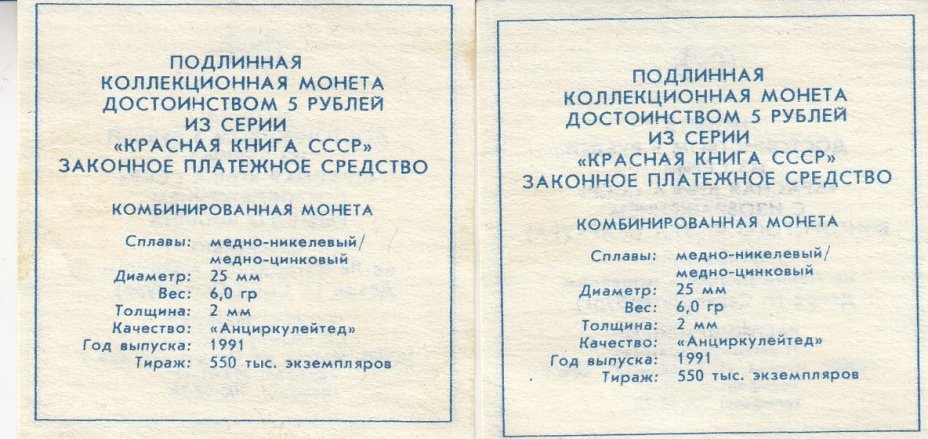 ПОДЛИННАЯ
КОЛЛЕКЦИОННАЯ МОНЕТА
ДОСТОИНСТВОМ 5 РУБЛЕЙ
ИЗ СЕРИИ
«КРАСНАЯ КНИГА СССР»
ЗАКОННОЕ ПЛАТЕЖНОЕ СРЕДСТВО
КОМБИНИРОВАННАЯ МОНЕТА
Сплавы: медно-никелевый/
медно-цинковый
Диаметр: 25 мм
Вес: 6,0 гр
Толщина: 2 мм
Качество: «Анциркулейтед»
Год выпуска: 1991
Тираж: 550 тыс. экземпляров
ПОДЛИННАЯ
КОЛЛЕКЦИОННАЯ МОНЕТА
ДОСТОИНСТВОМ 5 РУБЛЕЙ
ИЗ СЕРИИ
«КРАСНАЯ КНИГА СССР»
ЗАКОННОЕ ПЛАТЕЖНОЕ СРЕДСТВО
КОМБИНИРОВАННАЯ МОНЕТА
Сплавы: медно-никелевый/
медно-цинковый
Диаметр: 25 мм
Вес: 6,0 гр
Толщина: 2 мм
Качество: «Анциркулейтед»
Год выпуска: 1991
Тираж: 550 тыс. экземпляров